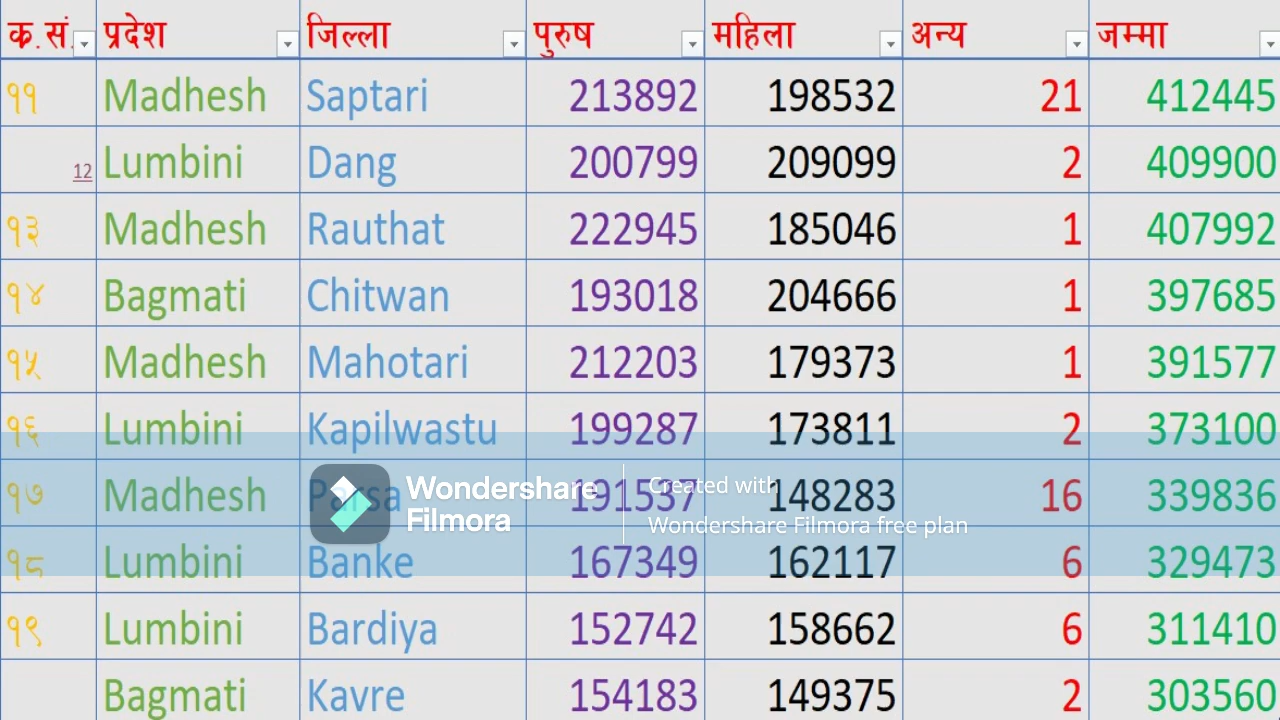 क्र.सं. प्रदेश जिल्ला पुरुष महिला अन्य जम्मा
११ Madhesh Saptari 213892 198532 21 412445
12 Lumbini Dang 200799 209099 2 409900
१३ Madhesh Rauthat 222945 185046 1 407992
१४ Bagmati Chitwan 193018 204666 1 397685
१५ Madhesh Mahotari 212203 179373 1 391577
१६ Lumbini Kapilwastu 199287 173811 2 373100
१७ Madhesh Parsa 191537 148283 16 339836
Wondershare Filmora
Created with
Wondershare Filmora free plan
१८ Lumbini Banke 167349 162117 6 329473
१९ Lumbini Bardiya 152742 158662 6 311410
Bagmati Kavre 154183 149375 2 303560